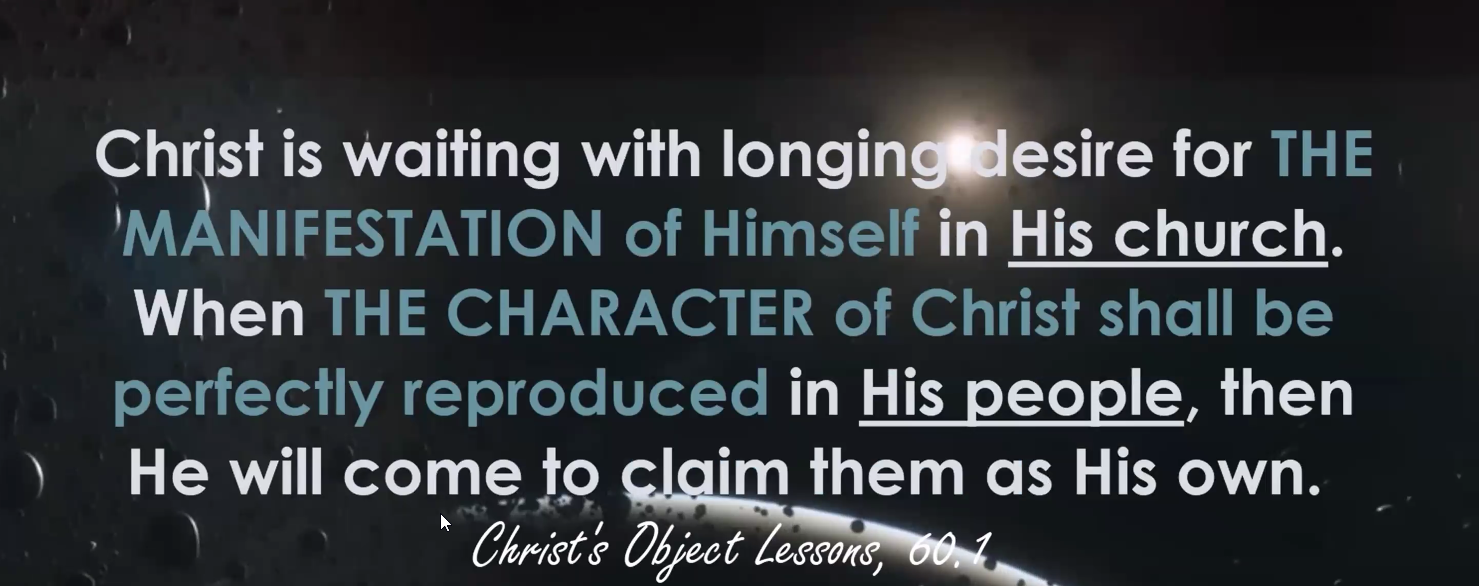 Christ is waiting with longing desire for THE
MANIFESTATION of Himself in His church.
When THE CHARACTER of Christ shall be
perfectly reproduced in His people, then
He will come to claim them as His own.
Christ's Object Lessons, 60.1